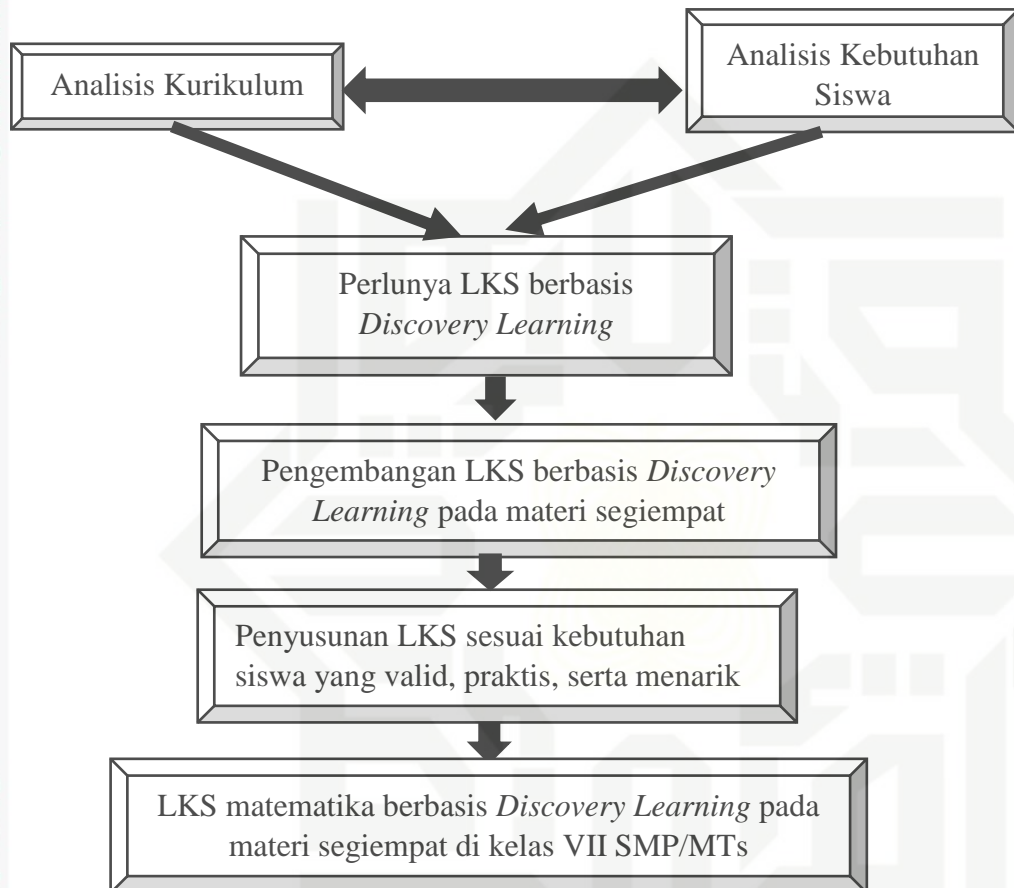 Analisis Kurikulum
Analisis Kebutuhan
Siswa
Perlunya LKS berbasis
Discovery Learning
Pengembangan LKS berbasis Discovery
Learning pada materi segiempat
Penyusunan LKS sesuai kebutuhan
siswa yang valid, praktis, serta menarik
LKS matematika berbasis Discovery Learning pada
materi segiempat di kelas VII SMP/MTs